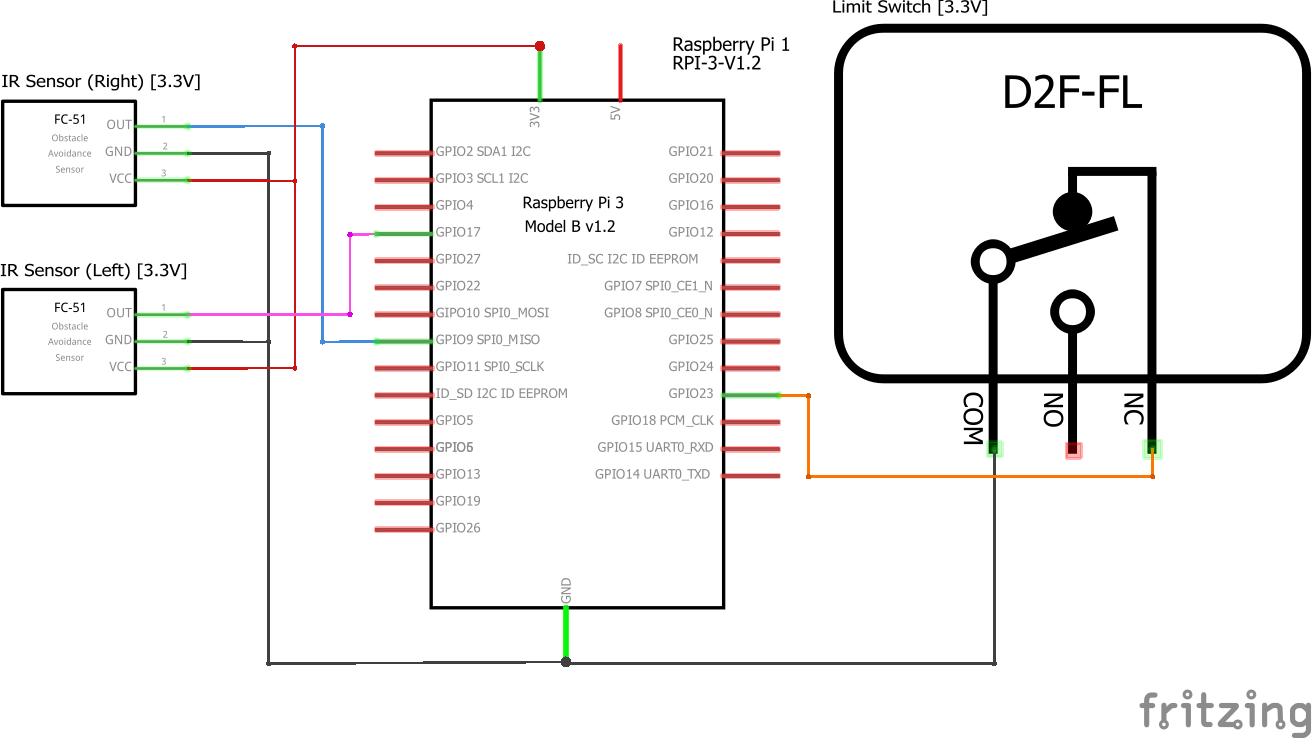 Limit Switch [3.3V]
Raspberry Pi 1
RPI-3-V1.2
IR Sensor (Right) [3.3V]
FC-51
Obstacle
Avoidance
Sensor
OUT 1
GND 2
VCC 3
IR Sensor (Left) [3.3V]
FC-51
Obstacle
Avoidance
Sensor
OUT 1
GND 2
VCC 3
3V3
5V
Raspberry Pi 3
Model B v1.2
GPIO2 SDA1 I2C
GPIO3 SCL1 I2C
GPIO4
GPIO17
GPIO27
GPIO22
GIPO10 SPI0_MOSI
GPIO9 SPI0_MISO
GPIO11 SPI0_SCLK
ID_SD I2C ID EEPROM
GPIO5
GPIO6
GPIO13
GPIO19
GPIO26
GPIO21
GPIO20
GPIO16
GPIO12
ID_SC I2C ID EEPROM
GPIO7 SPI0_CE1_N
GPIO8 SPI0_CE0_N
GPIO25
GPIO24
GPIO23
GPIO18 PCM_CLK
GPIO15 UART0_RXD
GPIO14 UART0_TXD
GND
D2F-FL
COM
NO
NC
fritzing